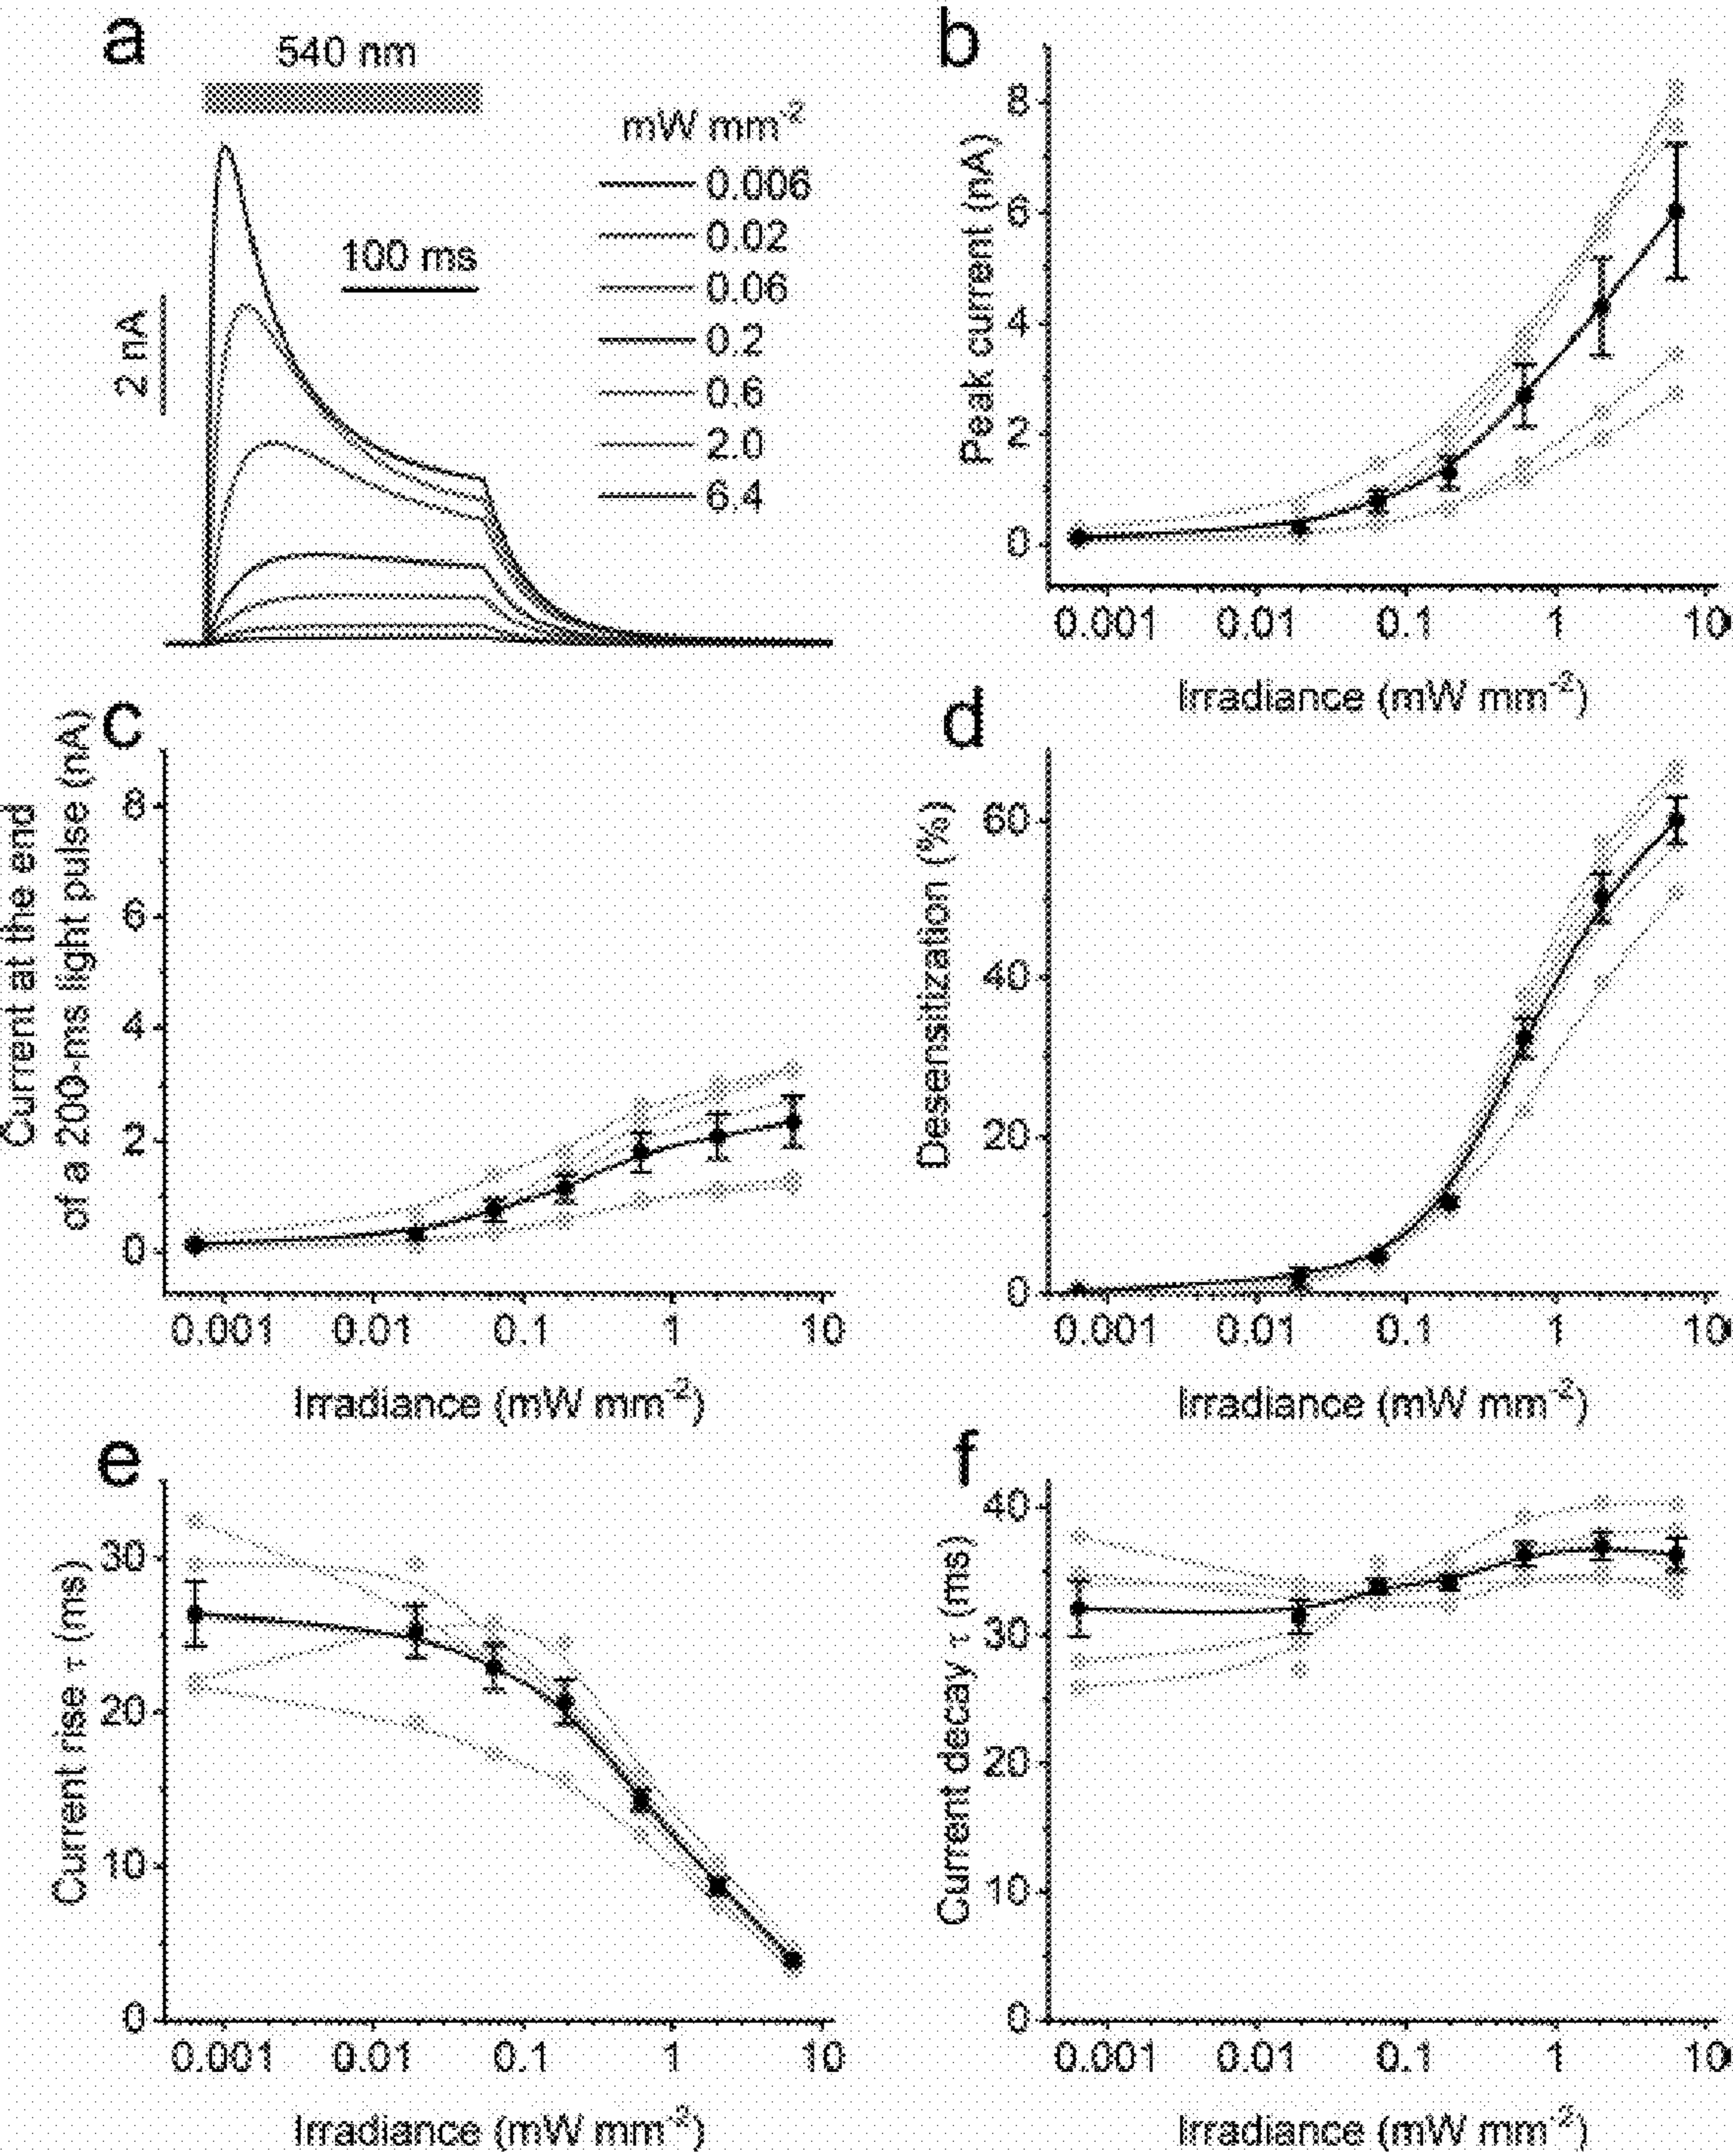 a
540 nm
mW mm-2
0.006
0.02
0.06
0.2
0.6
2.0
6.4
100 ms
2 nA
b
Peak current (nA)
8
6
4
2
0
0.001 0.01 0.1 1 10
Irradiance (mW mm-2)
c
Current at the end
of a 200-ms light pulse (nA)
8
6
4
2
0
0.001 0.01 0.1 1 10
Irradiance (mW mm-2)
d
Desensitization (%)
60
40
20
0
0.001 0.01 0.1 1 10
Irradiance (mW mm-2)
e
Current rise τ (ms)
30
20
10
0
0.001 0.01 0.1 1 10
Irradiance (mW mm-2)
f
Current decay τ (ms)
40
30
20
10
0
0.001 0.01 0.1 1 10
Irradiance (mW mm-2)